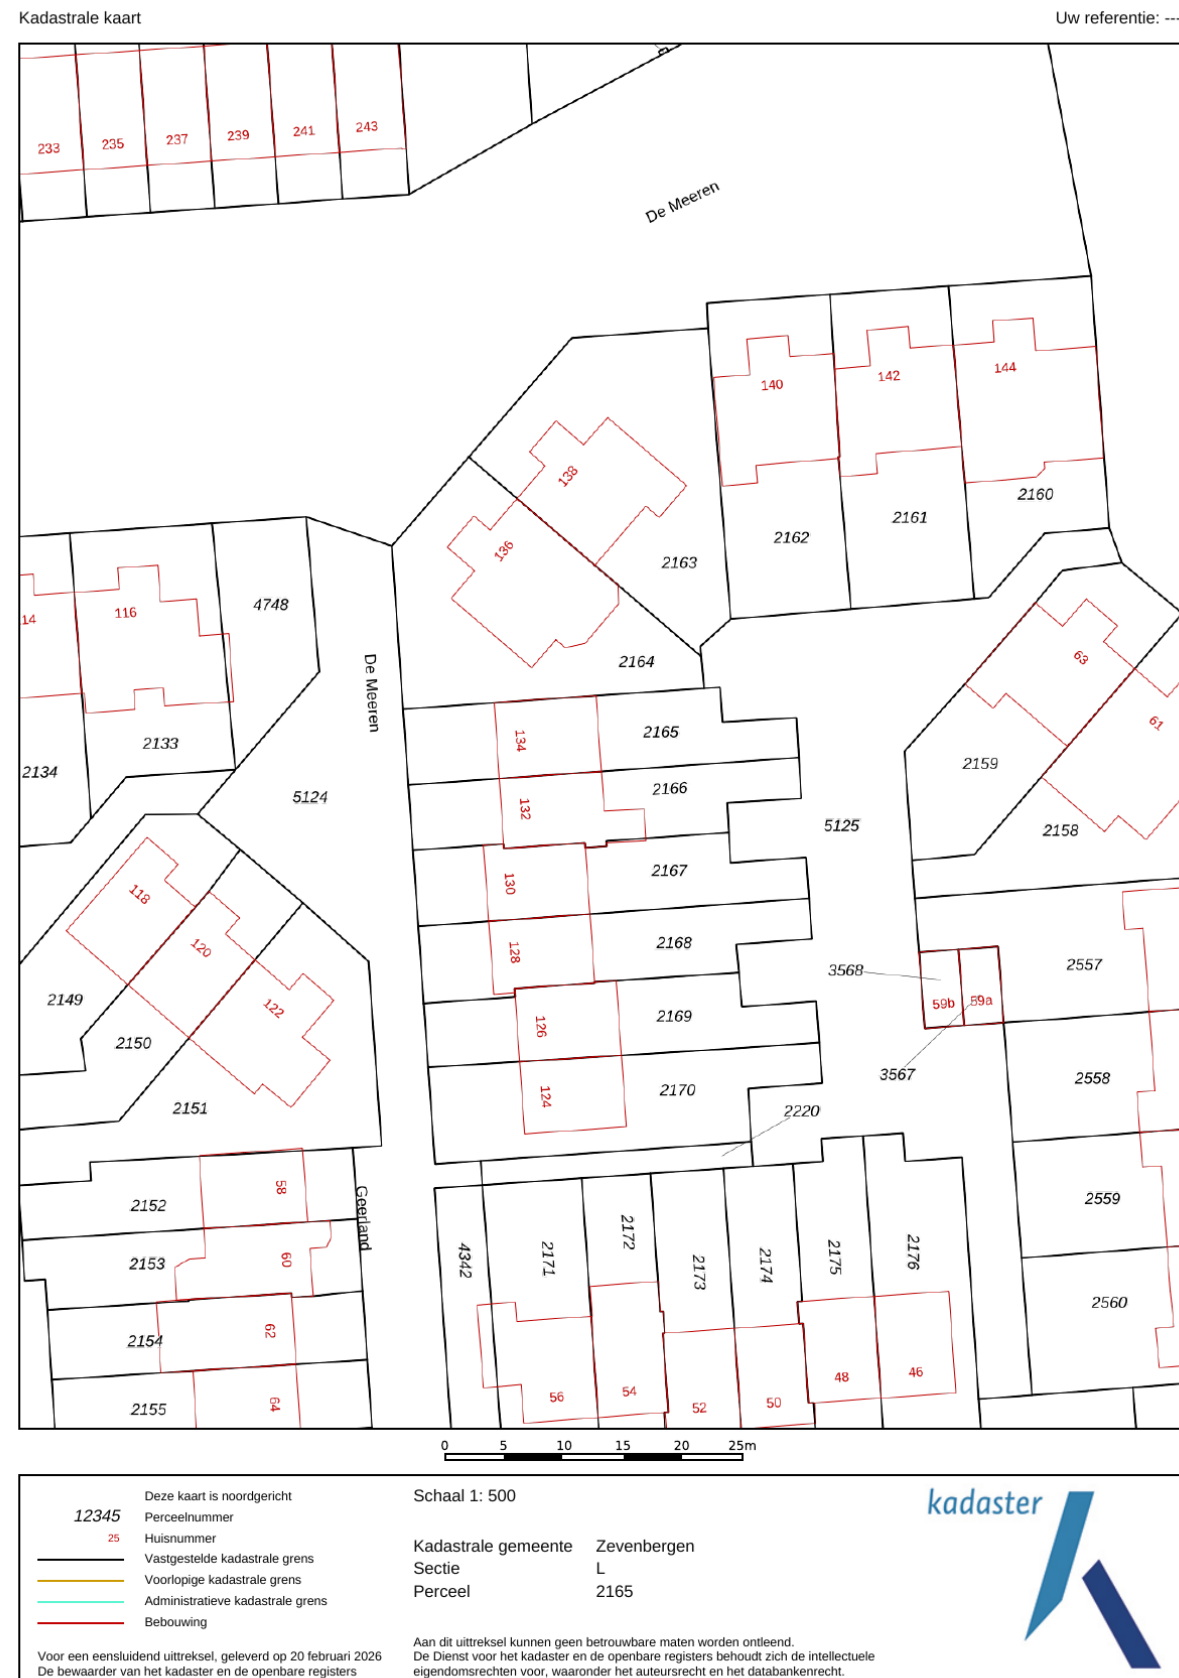 Kadastrale kaart
Uw referentie: ---
233
235
237
239
241
243
De Meeren
140
142
144
138
136
2160
2161
2162
2163
2164
14
116
4748
De Meeren
2133
2134
5124
63
61
2159
2158
134
2165
132
2166
5125
130
2167
128
2168
126
2169
124
2170
118
120
122
2149
2150
2151
3568
2557
59b
59a
3567
2558
2220
2559
2560
2152
58
Geerland
2153
60
2154
62
2155
64
4342
2171
2172
2173
2174
2175
2176
56
54
52
50
48
46
0 5 10 15 20 25m
Deze kaart is noordgericht
12345 Perceelnummer
25 Huisnummer
Vastgestelde kadastrale grens
Voorlopige kadastrale grens
Administratieve kadastrale grens
Bebouwing
Voor een eensluidend uittreksel, geleverd op 20 februari 2026
De bewaarder van het kadaster en de openbare registers
Schaal 1: 500
Kadastrale gemeente Zevenbergen
Sectie L
Perceel 2165
Aan dit uittreksel kunnen geen betrouwbare maten worden ontleend.
De Dienst voor het kadaster en de openbare registers behoudt zich de intellectuele
eigendomsrechten voor, waaronder het auteursrecht en het databankenrecht.
kadaster